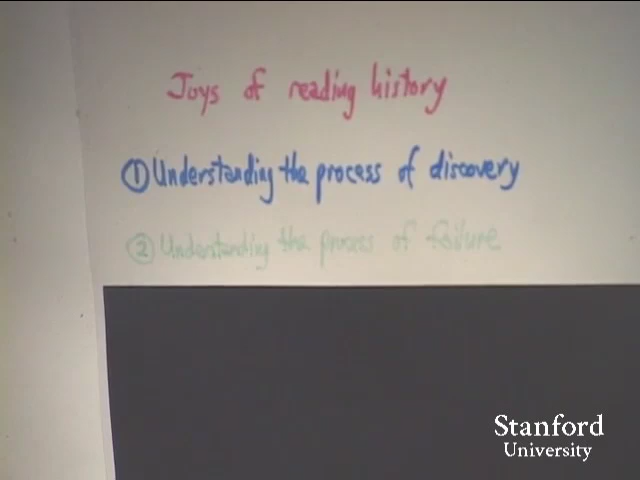 Joys of reading history
① Understanding the process of discovery
② Understanding the process of failure
Stanford
University